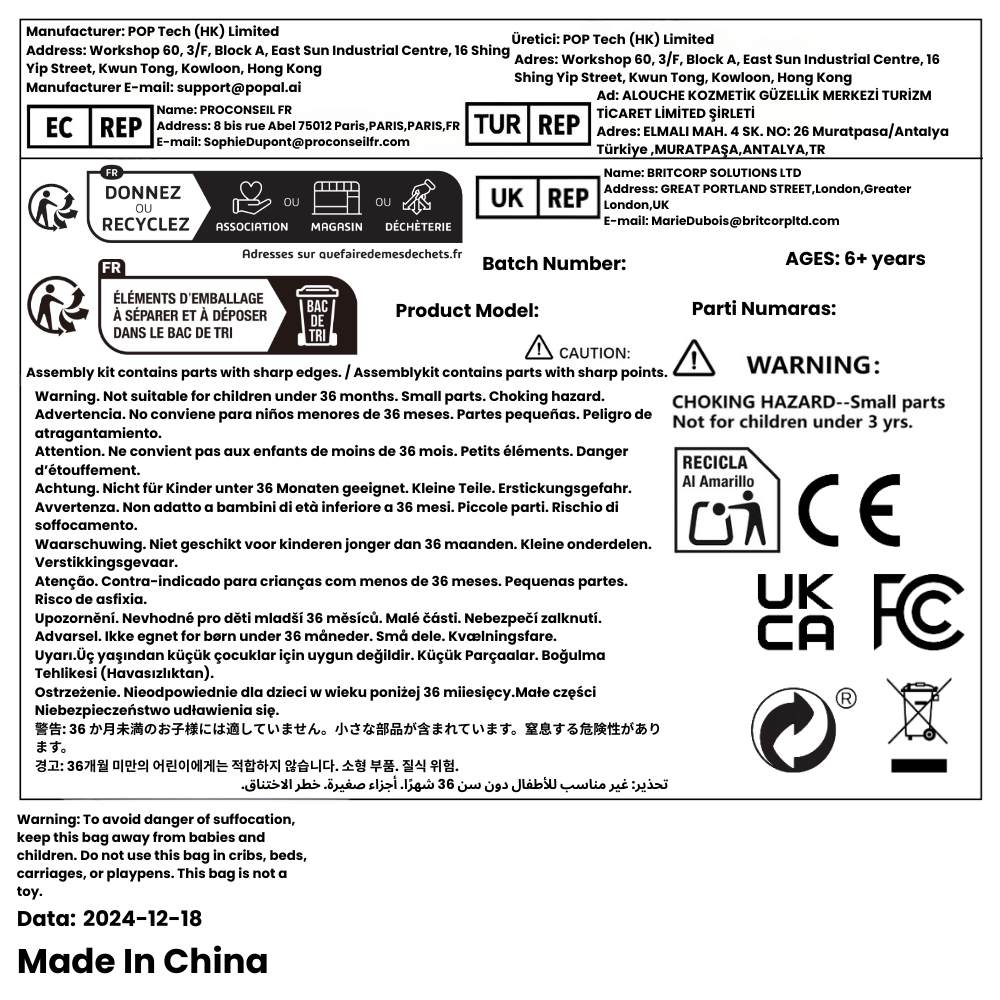 Manufacturer: POP Tech (HK) Limited
Address: Workshop 60, 3/F, Block A, East Sun Industrial Centre, 16 Shing
Yip Street, Kwun Tong, Kowloon, Hong Kong
Manufacturer E-mail: support@popal.ai
Üretici: POP Tech (HK) Limited
Adres: Workshop 60, 3/F, Block A, East Sun Industrial Centre, 16
Shing Yip Street, Kwun Tong, Kowloon, Hong Kong
EC REP
Name: PROCONSEIL FR
Address: 8 bis rue Abel 75012 Paris,PARIS,PARIS,FR
E-mail: SophieDupont@proconseilfr.com
TUR REP
Ad: ALOUCHE KOZMETİK GÜZELLİK MERKEZİ TURİZM
TİCARET LİMİTED ŞİRLETİ
Adres: ELMALI MAH. 4 SK. NO: 26 Muratpasa/Antalya
Türkiye ,MURATPAŞA,ANTALYA,TR
FR
DONNEZ
OU
RECYCLEZ
ASSOCIATION
OU
MAGASIN
OU
DÉCHÈTERIE
Adresses sur quefairedemesdechets.fr
UK REP
Name: BRITCORP SOLUTIONS LTD
Address: GREAT PORTLAND STREET,London,Greater
London,UK
E-mail: MarieDubois@britcorpltd.com
Batch Number:
AGES: 6+ years
FR
ÉLÉMENTS D'EMBALLAGE
À SÉPARER ET À DÉPOSER
DANS LE BAC DE TRI
BAC
DE
TRI
Product Model:
Parti Numaras:
CAUTION:
Assembly kit contains parts with sharp edges. / Assemblykit contains parts with sharp points.
WARNING:
CHOKING HAZARD--Small parts
Not for children under 3 yrs.
Warning. Not suitable for children under 36 months. Small parts. Choking hazard.
Advertencia. No conviene para niños menores de 36 meses. Partes pequeñas. Peligro de
atragantamiento.
Attention. Ne convient pas aux enfants de moins de 36 mois. Petits éléments. Danger
d'étouffement.
Achtung. Nicht für Kinder unter 36 Monaten geeignet. Kleine Teile. Erstickungsgefahr.
Avvertenza. Non adatto a bambini di età inferiore a 36 mesi. Piccole parti. Rischio di
soffocamento.
Waarschuwing. Niet geschikt voor kinderen jonger dan 36 maanden. Kleine onderdelen.
Verstikkingsgevaar.
Atenção. Contra-indicado para crianças com menos de 36 meses. Pequenas partes.
Risco de asfixia.
Upozornění. Nevhodné pro děti mladší 36 měsíců. Malé části. Nebezpečí zalknutí.
Advarsel. Ikke egnet for børn under 36 måneder. Små dele. Kvælningsfare.
Uyarı.Üç yaşından küçük çocuklar için uygun değildir. Küçük Parçaalar. Boğulma
Tehlikesi (Havasızlıktan).
Ostrzeżenie. Nieodpowiednie dla dzieci w wieku poniżej 36 miiesięcy.Małe części
Niebezpieczeństwo udławienia się.
警告: 36 か月未満のお子様には適していません。小さな部品が含まれています。窒息する危険性があり
ます。
경고: 36개월 미만의 어린이에게는 적합하지 않습니다. 소형 부품. 질식 위험.
تحذير: غير مناسب للأطفال دون سن 36 شهرًا. أجزاء صغيرة. خطر الاختناق.
RECICLA
Al Amarillo
CE
UK
CA
FC
®
Warning: To avoid danger of suffocation,
keep this bag away from babies and
children. Do not use this bag in cribs, beds,
carriages, or playpens. This bag is not a
toy.
Data: 2024-12-18
Made In China